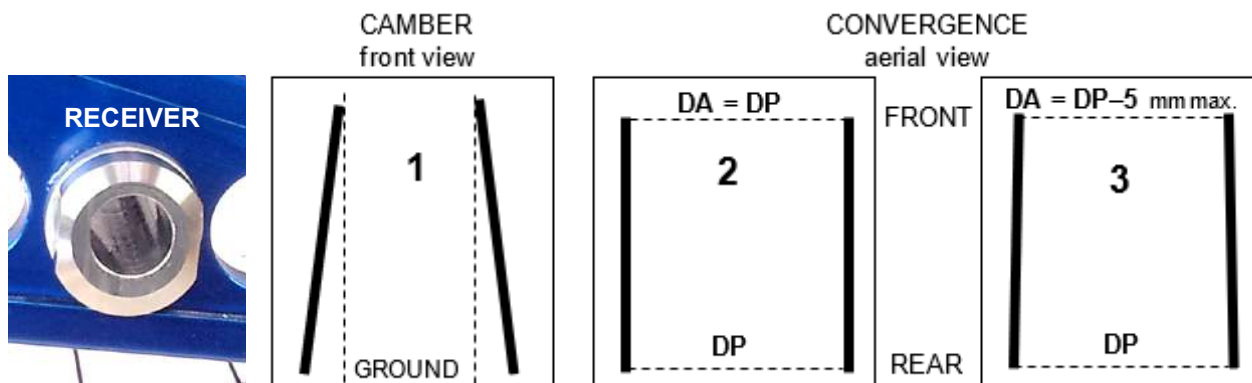 RECEIVER
CAMBER
front view
1
GROUND
CONVERGENCE
aerial view
DA = DP
2
DP
FRONT
REAR
DA = DP–5 mm max.
3
DP